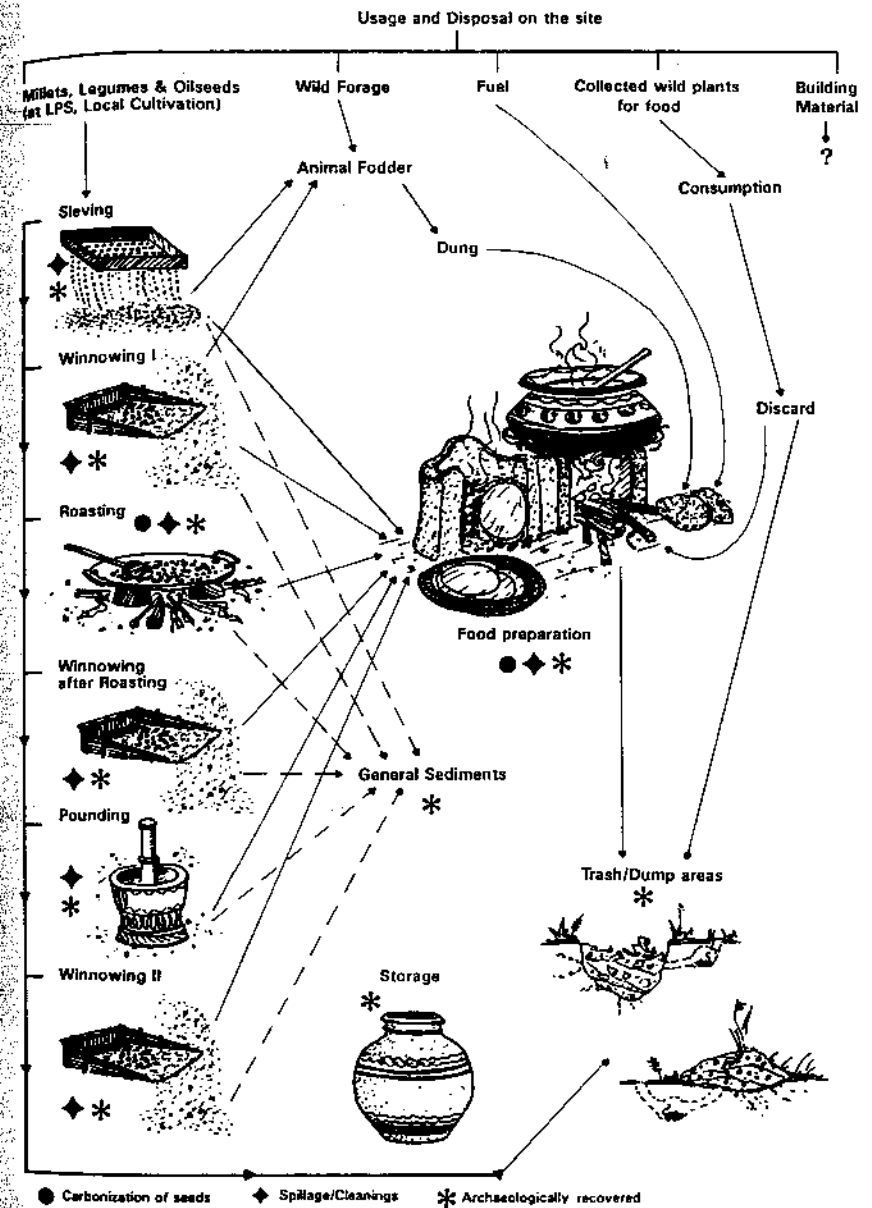 Usage and Disposal on the site
Millets, Legumes & Oilseeds
(at LPS, Local Cultivation)
Wild Forage
Fuel
Collected wild plants
for food
Building
Material
?
Animal Fodder
Consumption
Dung
Sieving
Winnowing I
Discard
Roasting
Food preparation
Winnowing
after Roasting
General Sediments
Pounding
Trash/Dump areas
Winnowing II
Storage
Carbonization of seeds
Spillage/Cleanings
Archaeologically recovered